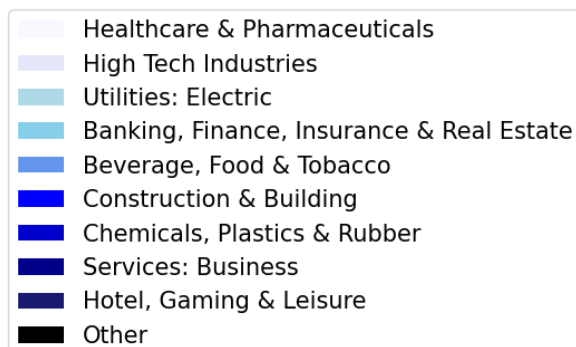 Healthcare & Pharmaceuticals
High Tech Industries
Utilities: Electric
Banking, Finance, Insurance & Real Estate
Beverage, Food & Tobacco
Construction & Building
Chemicals, Plastics & Rubber
Services: Business
Hotel, Gaming & Leisure
Other